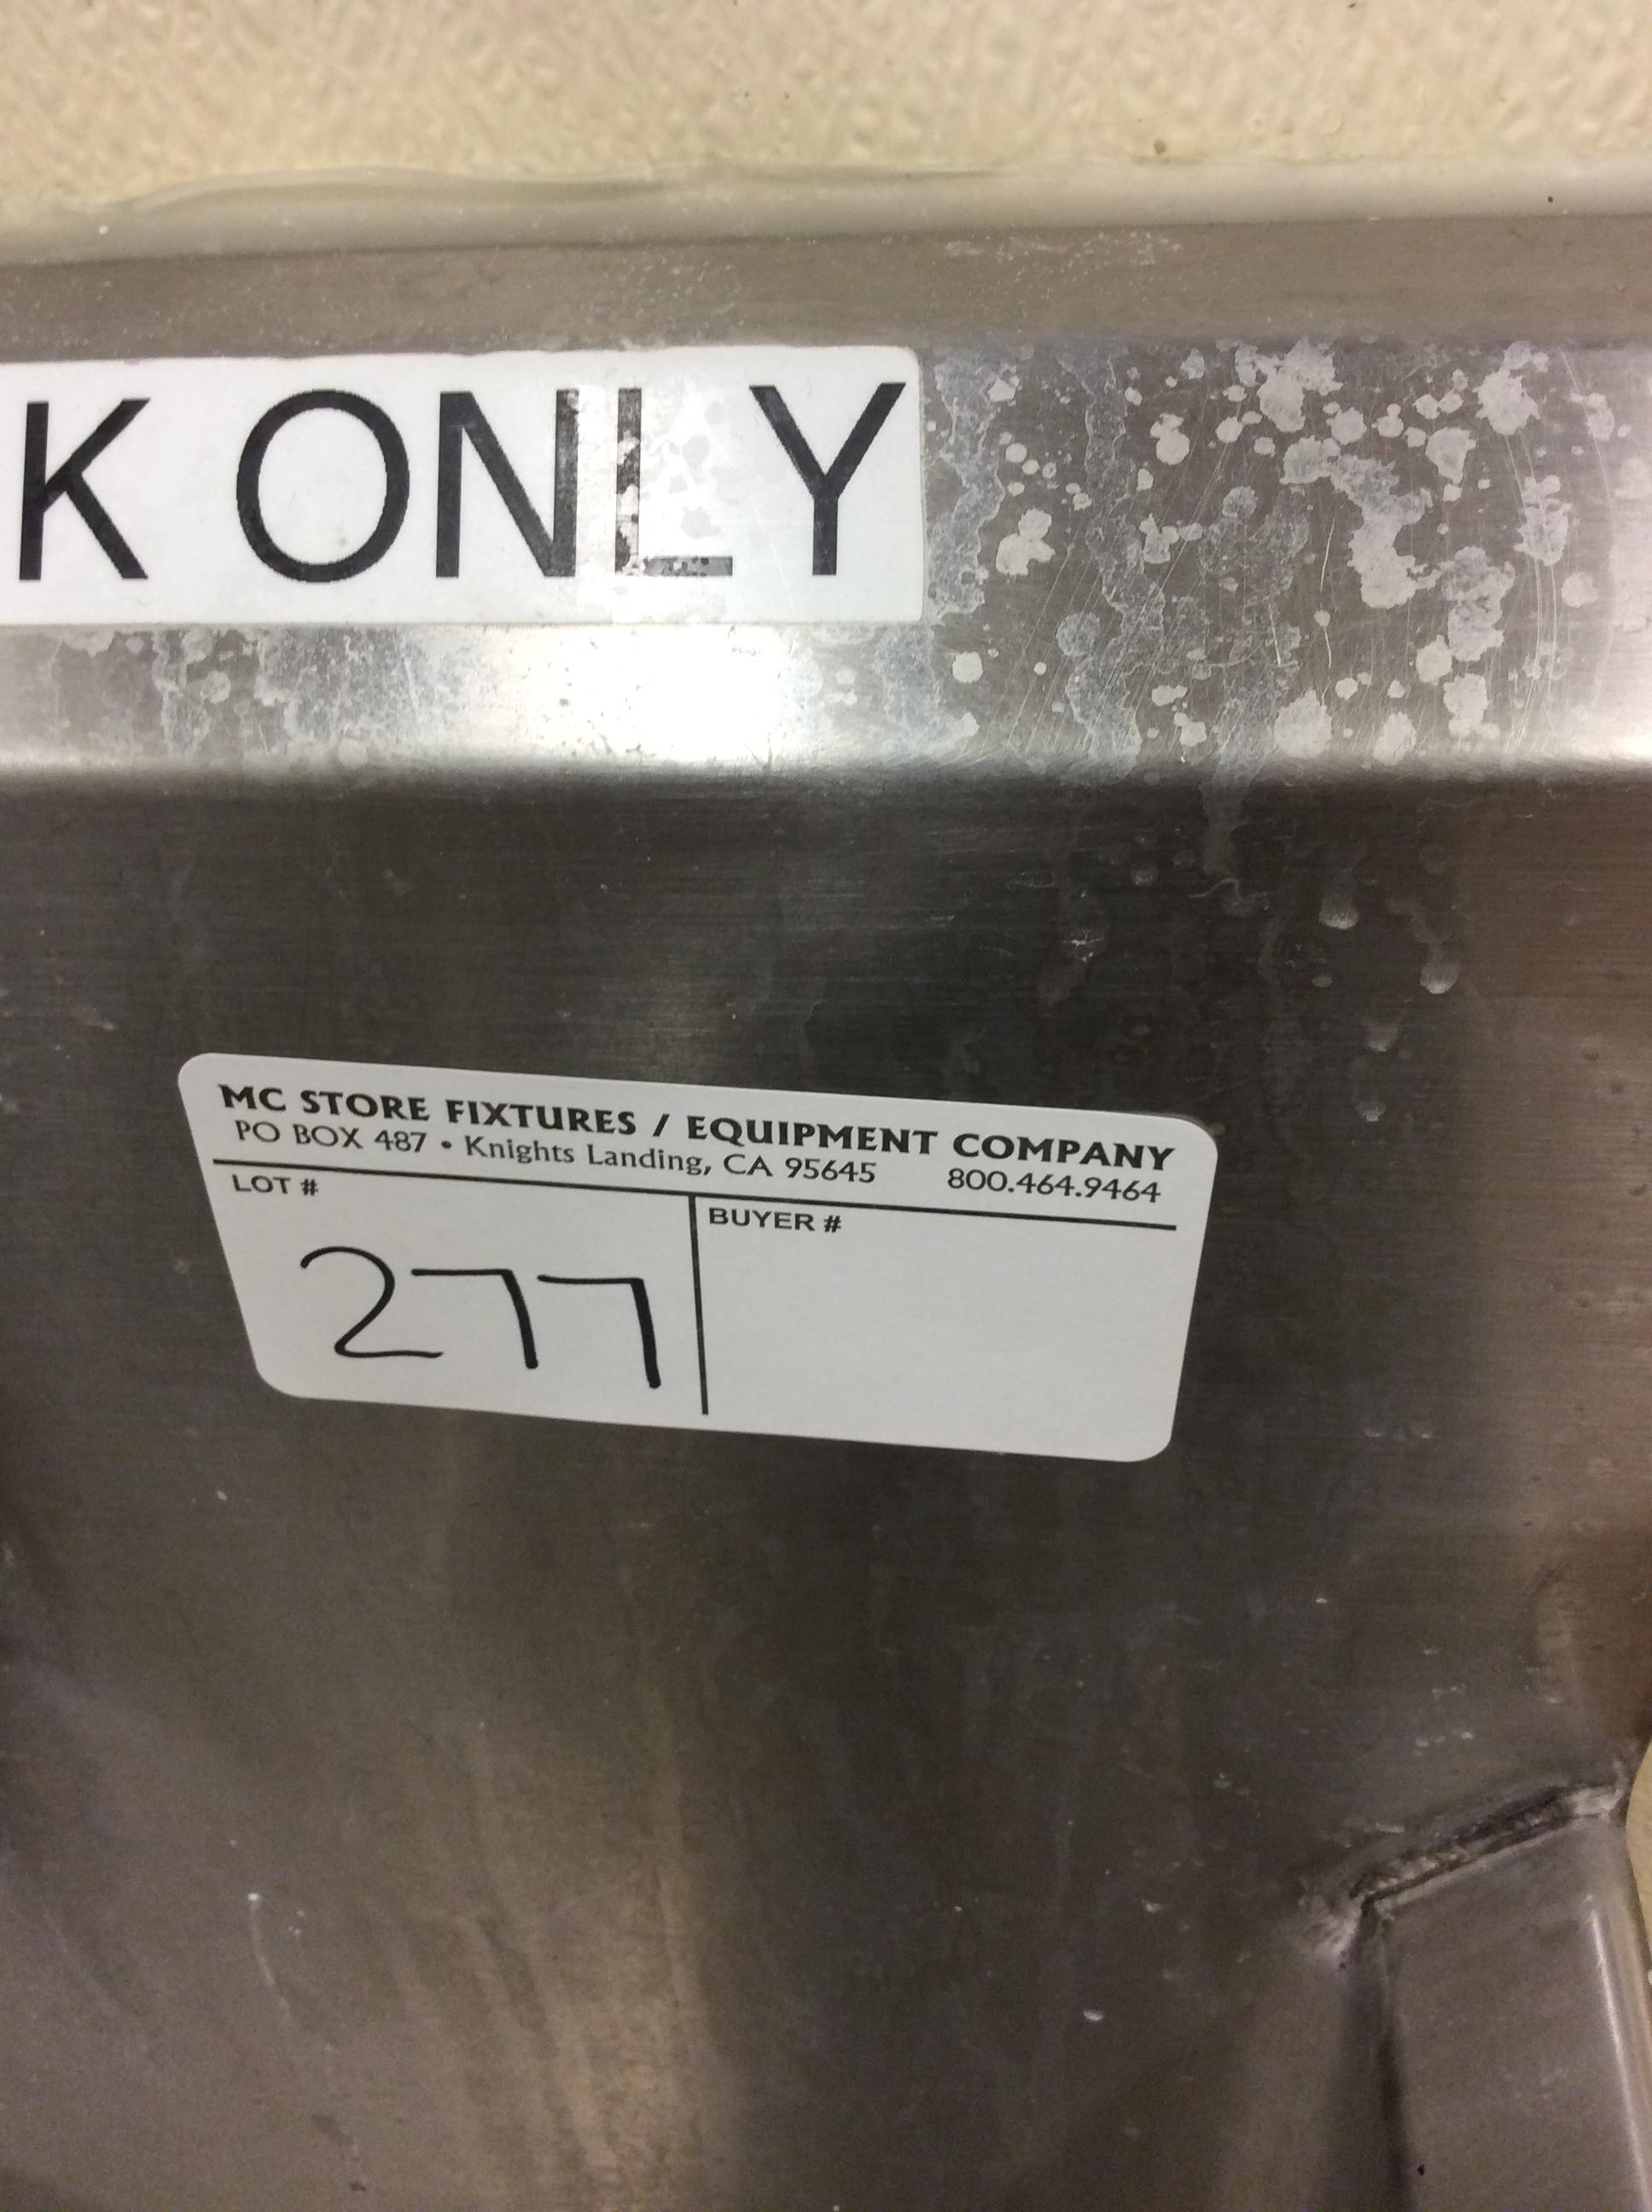 K ONLY
MC STORE FIXTURES / EQUIPMENT COMPANY
PO BOX 487 • Knights Landing, CA 95645 800.464.9464
LOT #
BUYER #
277